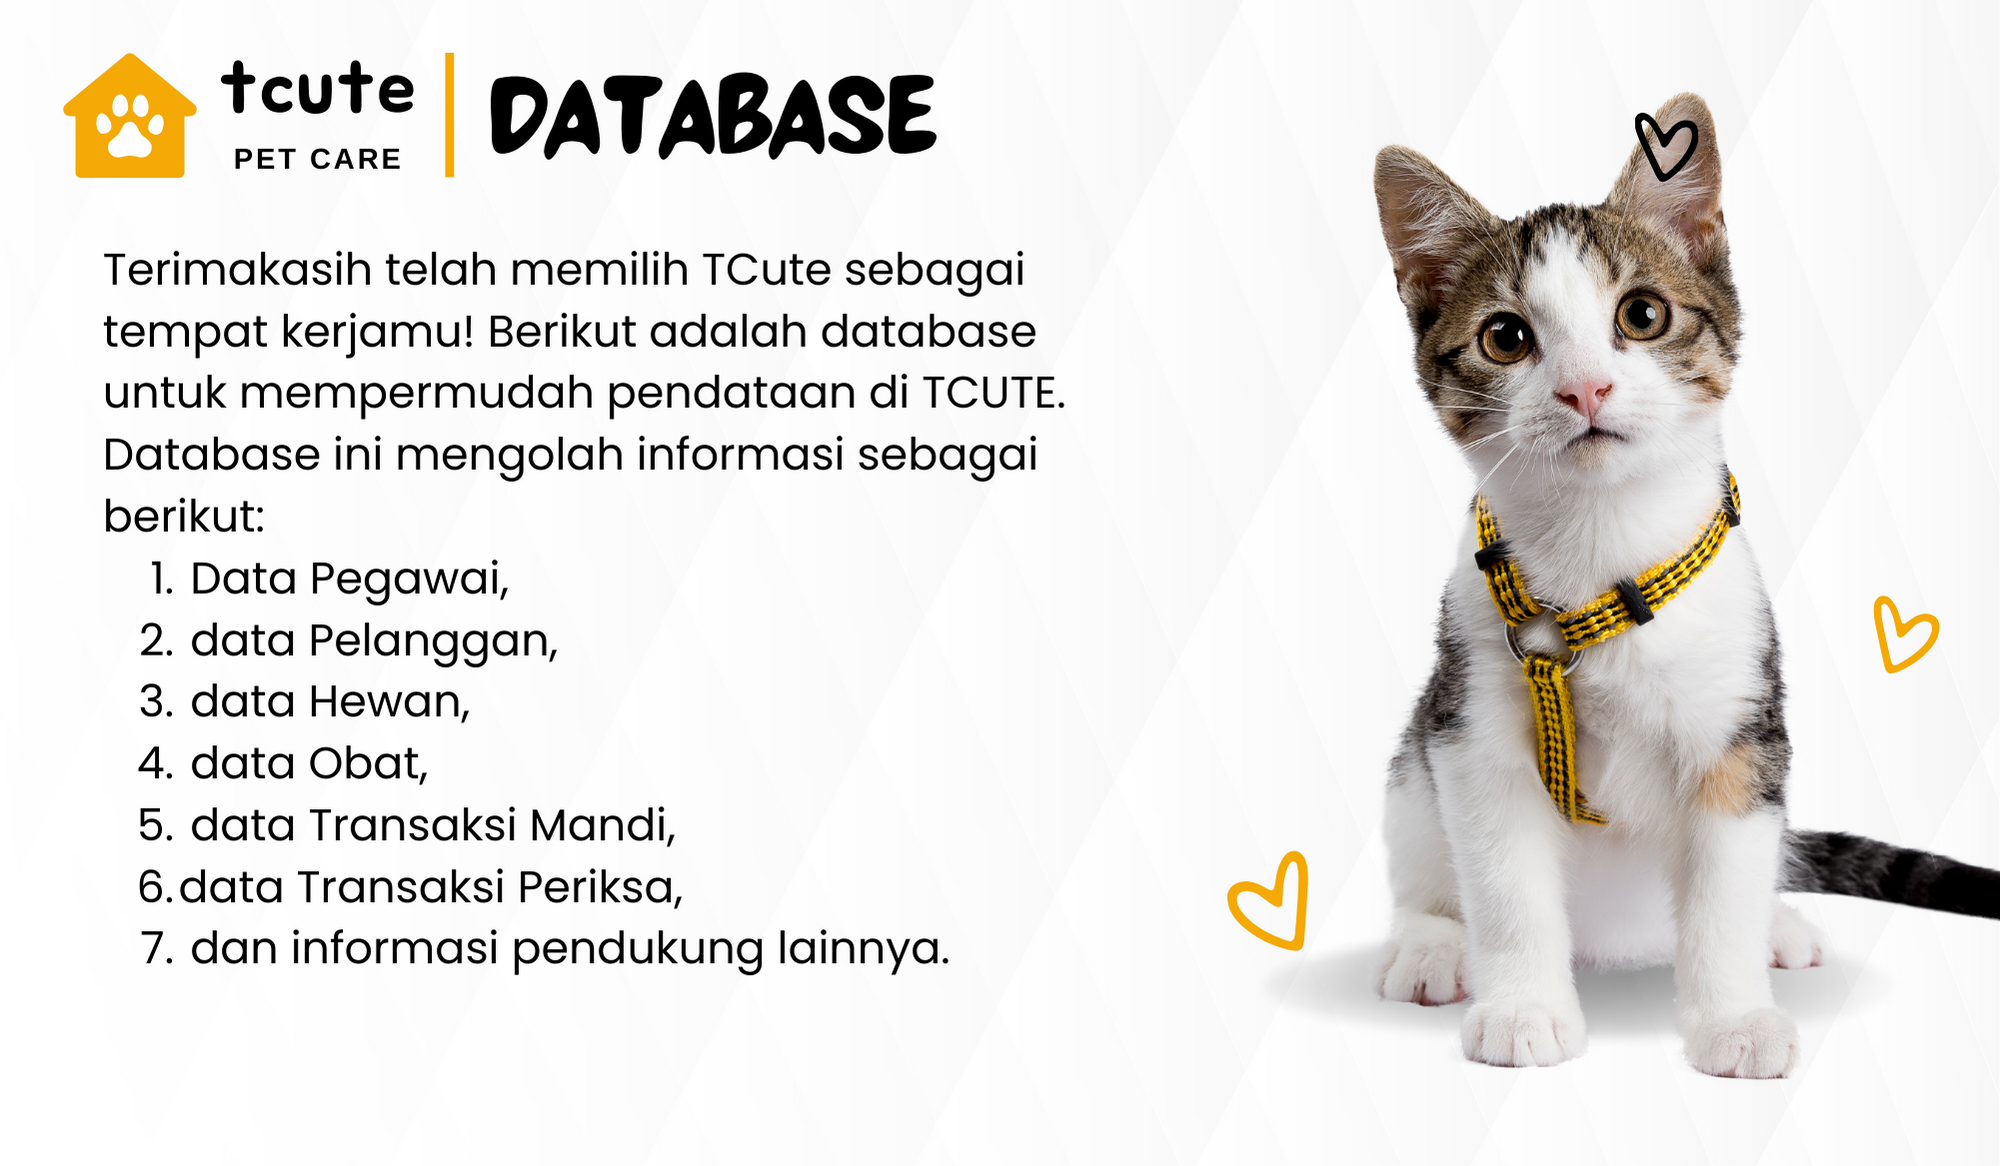 tcute
PET CARE
DATABASE
Terimakasih telah memilih TCute sebagai
tempat kerjamu! Berikut adalah database
untuk mempermudah pendataan di TCUTE.
Database ini mengolah informasi sebagai
berikut:
1. Data Pegawai,
2. data Pelanggan,
3. data Hewan,
4. data Obat,
5. data Transaksi Mandi,
6. data Transaksi Periksa,
7. dan informasi pendukung lainnya.